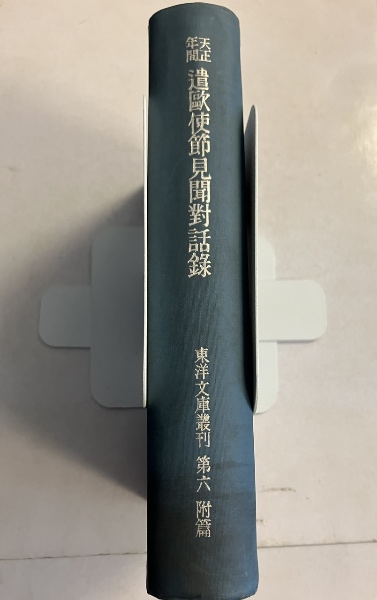 天正年間 遣歐使節見聞對話錄
東洋文庫叢刊 第六 附篇